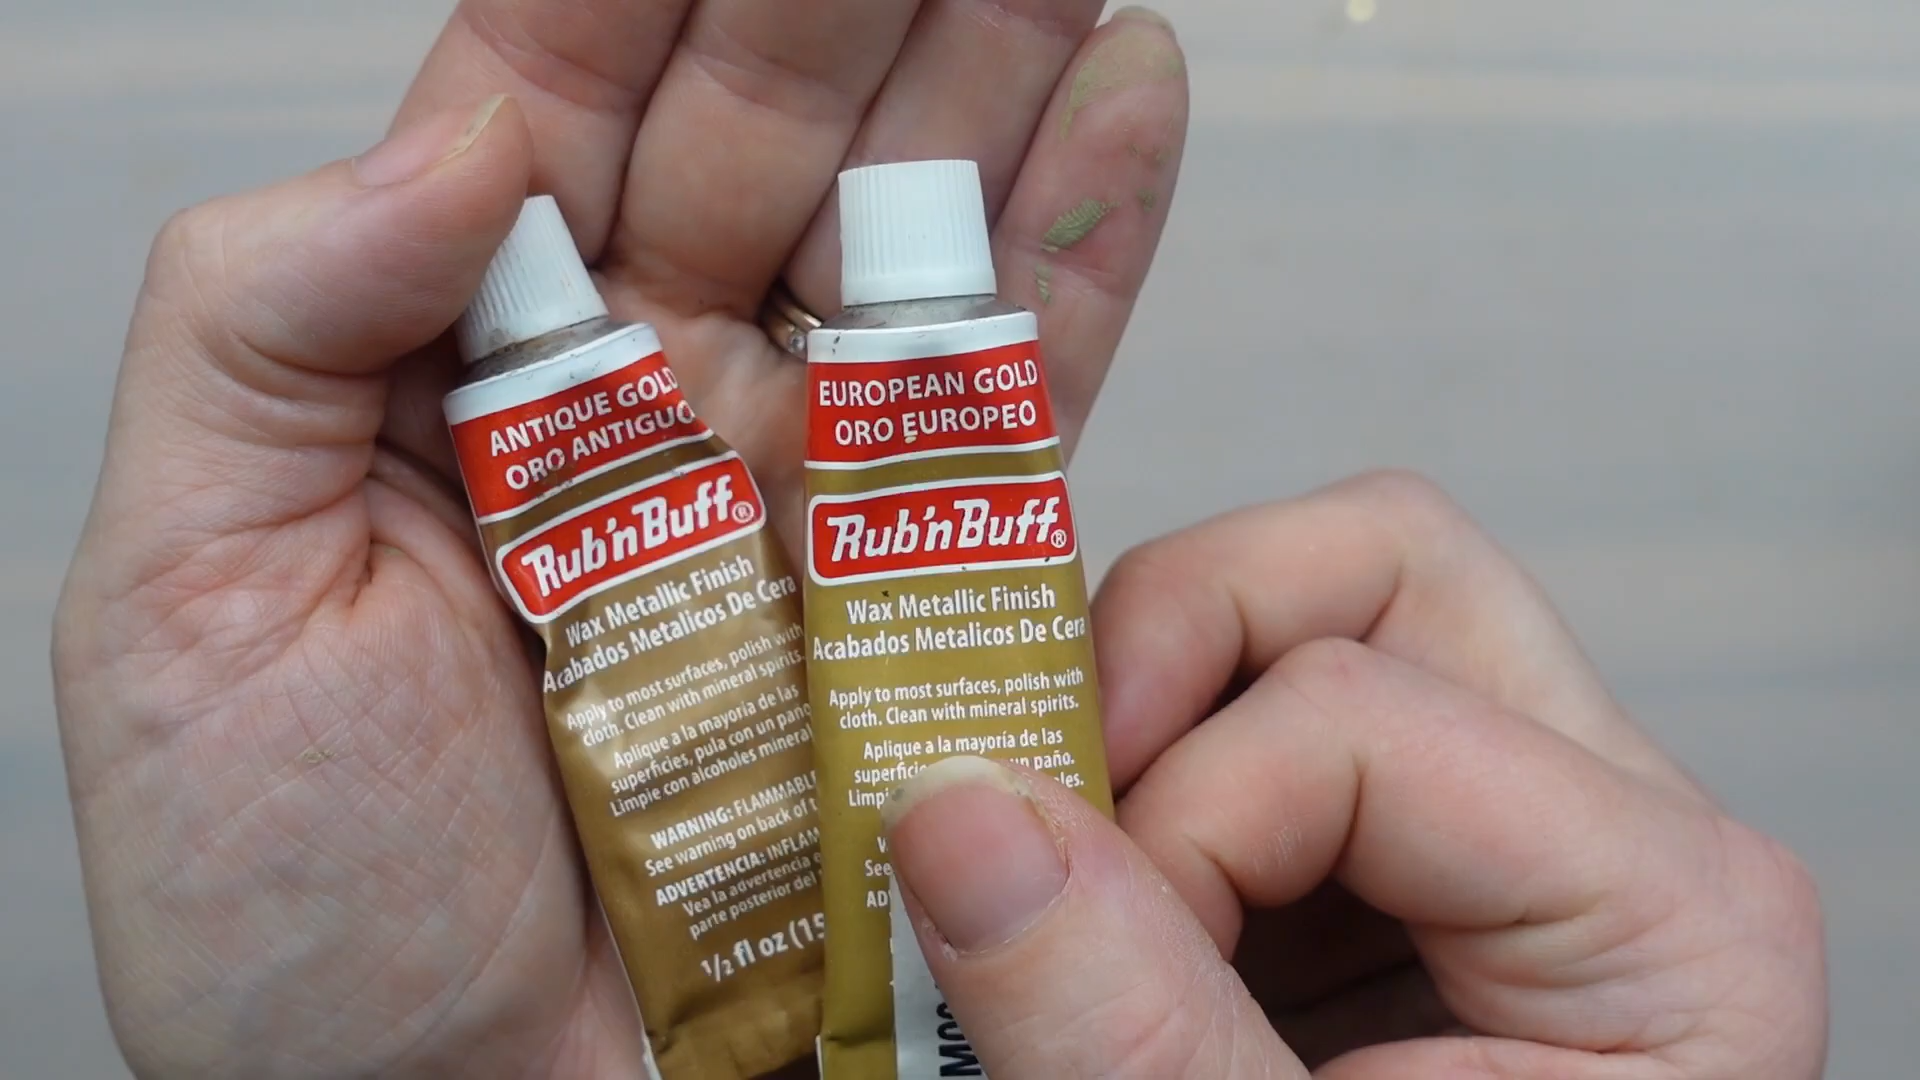 ANTIQUE GOLD
ORO ANTIGUO
Rub'nBuff®
Wax Metallic Finish
Acabados Metalicos De Cera
Apply to most surfaces, polish with
cloth. Clean with mineral spirits.
Aplique a la mayoría de las
superficies, pula con un paño
Limpie con alcoholes mineral
WARNING: FLAMMABLE
See warning on back of
ADVERTENCIA:
Vea la advertencia
parte posterior del
½ fl oz (15
EUROPEAN GOLD
ORO EUROPEO
Rub'nBuff®
Wax Metallic Finish
Acabados Metalicos De Cera
Apply to most surfaces, polish with
cloth. Clean with mineral spirits.
Aplique a la mayoría de las
un paño.
See